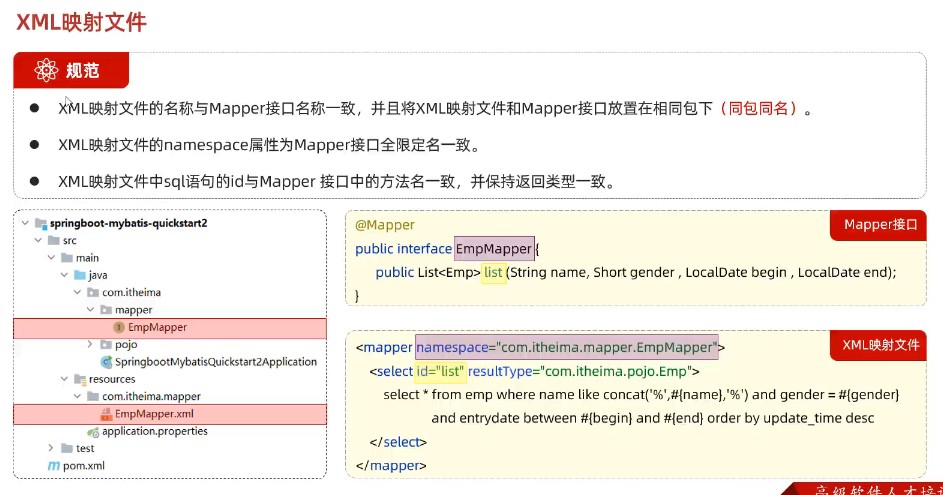 XML映射文件
规范
XML映射文件的名称与Mapper接口名称一致，并且将XML映射文件和Mapper接口放置在相同包下（同包同名）。
XML映射文件的namespace属性为Mapper接口全限定名一致。
XML映射文件中sql语句的id与Mapper 接口中的方法名一致，并保持返回类型一致。
springboot-mybatis-quickstart2
src
main
java
com.itheima
mapper
EmpMapper
pojo
SpringbootMybatisQuickstart2Application
resources
com.itheima.mapper
EmpMapper.xml
application.properties
test
pom.xml
Mapper接口
@Mapper
public interface EmpMapper {
public List<Emp> list (String name, Short gender , LocalDate begin , LocalDate end);
}
XML映射文件
<mapper namespace="com.itheima.mapper.EmpMapper">
<select id="list" resultType="com.itheima.pojo.Emp">
select * from emp where name like concat('%',#{name},'%') and gender = #{gender}
and entrydate between #{begin} and #{end} order by update_time desc
</select>
</mapper>
高级软件人才培训